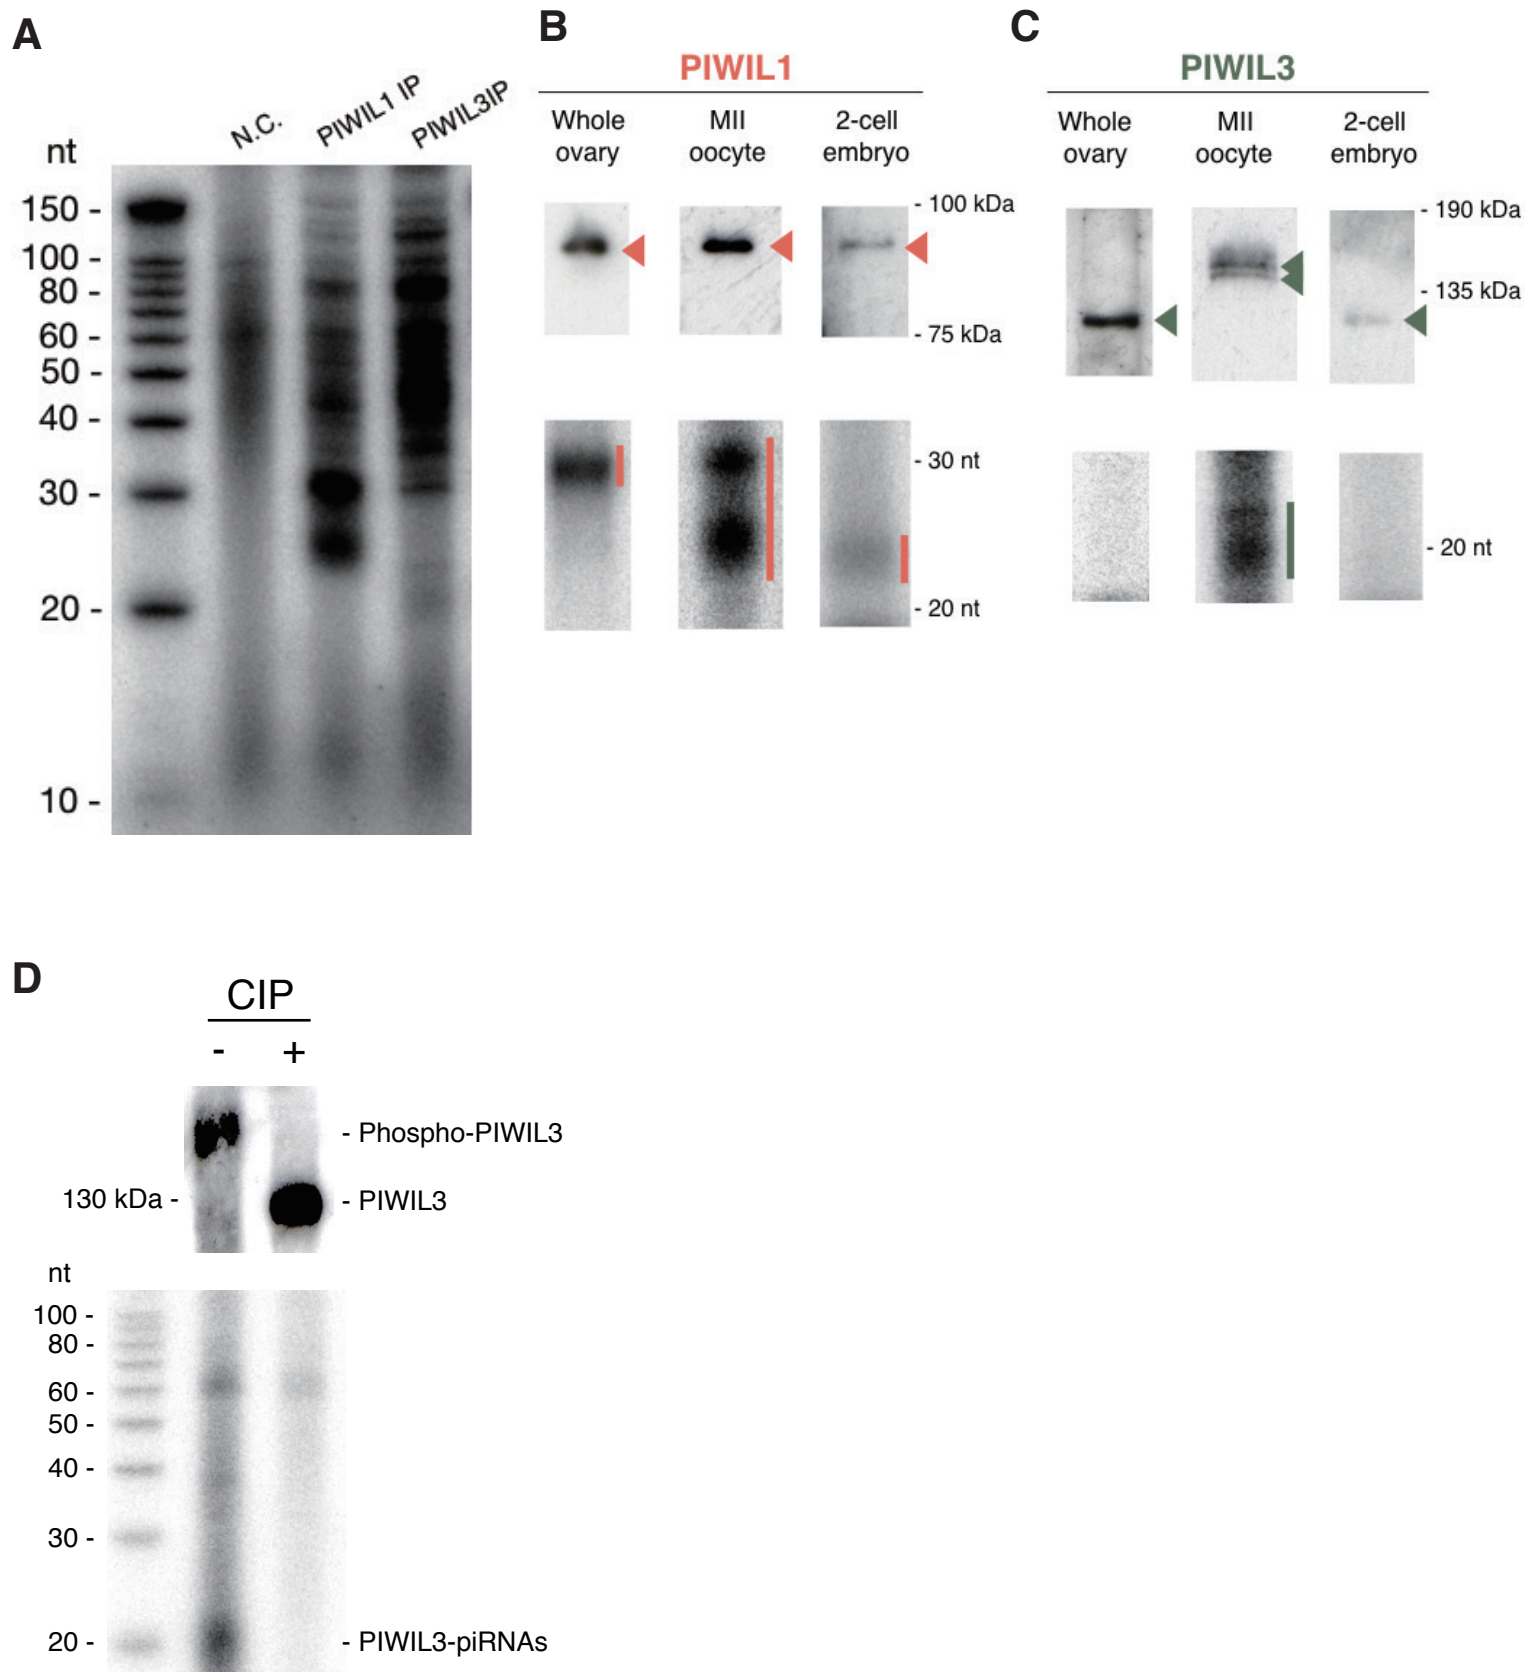 A
nt
N.C.
PIWIL1 IP
PIWIL3IP
150 -
100 -
80 -
60 -
50 -
40 -
30 -
20 -
10 -
B
PIWIL1
Whole
ovary
MII
oocyte
2-cell
embryo
- 100 kDa
- 75 kDa
- 30 nt
- 20 nt
C
PIWIL3
Whole
ovary
MII
oocyte
2-cell
embryo
- 190 kDa
- 135 kDa
- 20 nt
D
CIP
- +
- Phospho-PIWIL3
130 kDa -
- PIWIL3
nt
100 -
80 -
60 -
50 -
40 -
30 -
20 -
- PIWIL3-piRNAs